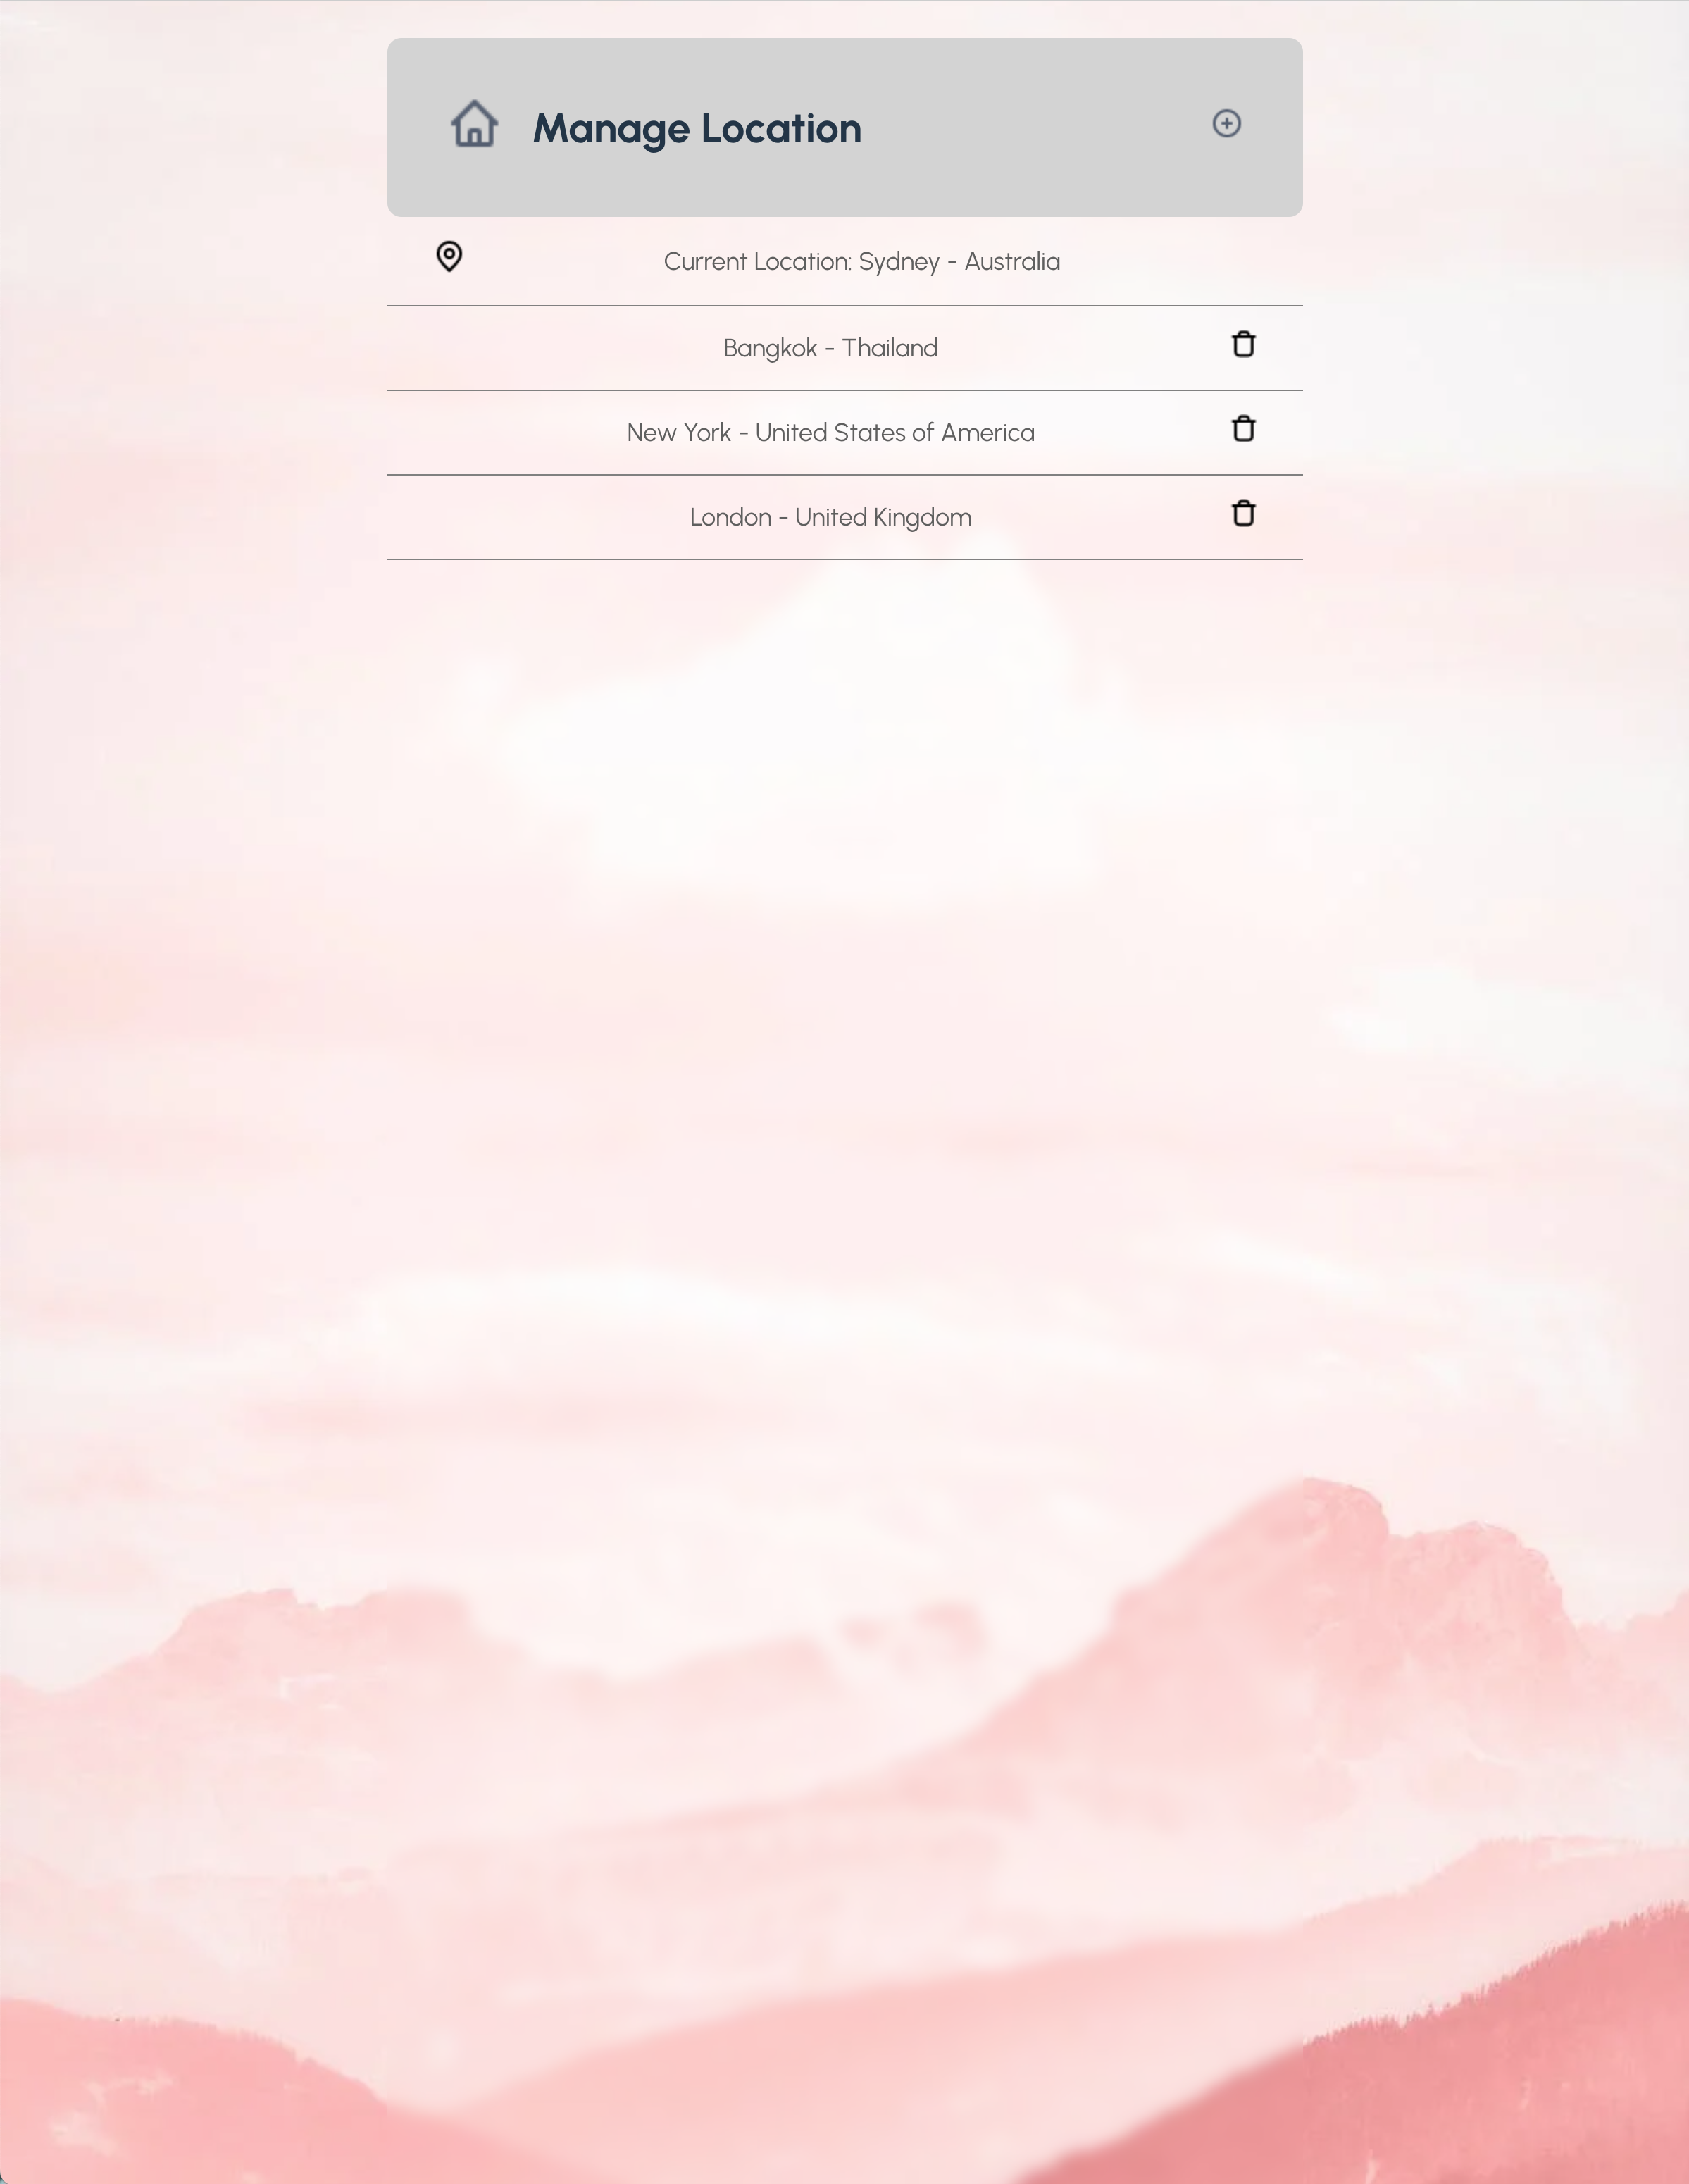 Manage Location
Current Location: Sydney - Australia
Bangkok - Thailand
New York - United States of America
London - United Kingdom